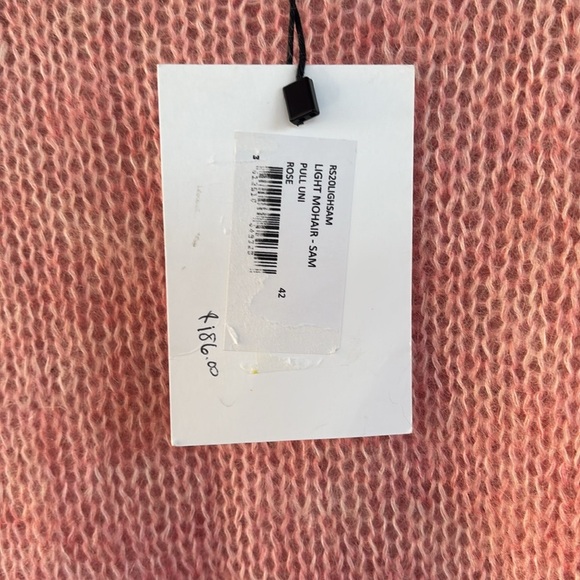 RS20LIGHSAM
LIGHT MOHAIR - SAM
PULL UNI
ROSE
42
$186.00